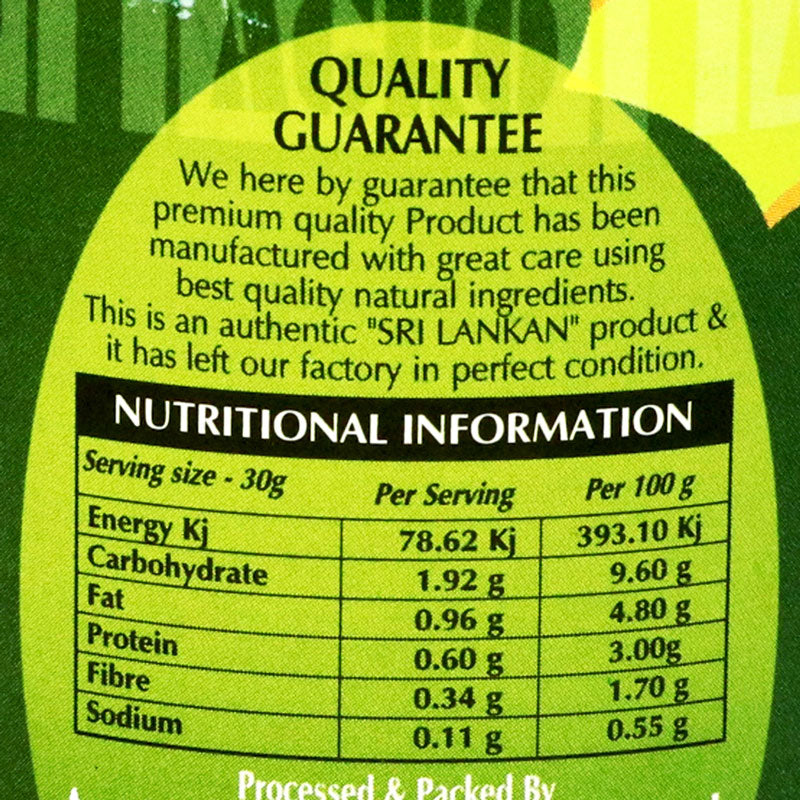 QUALITY
GUARANTEE
We here by guarantee that this
premium quality Product has been
manufactured with great care using
best quality natural ingredients.
This is an authentic "SRI LANKAN" product &
it has left our factory in perfect condition.
NUTRITIONAL INFORMATION
Serving size - 30g Per Serving Per 100 g
Energy Kj 78.62 Kj 393.10 Kj
Carbohydrate 1.92 g 9.60 g
Fat 0.96 g 4.80 g
Protein 0.60 g 3.00g
Fibre 0.34 g 1.70 g
Sodium 0.11 g 0.55 g
Processed & Packed By